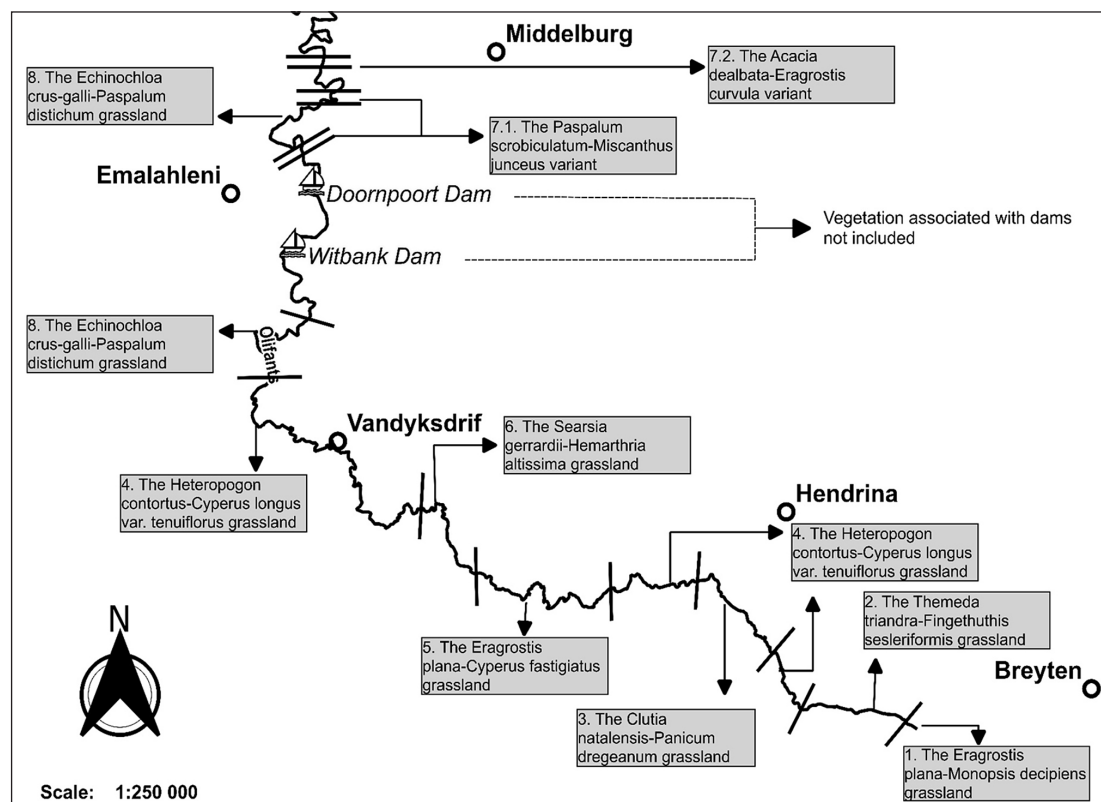 Middelburg
8. The Echinochloa
crus-galli-Paspalum
distichum grassland
7.2. The Acacia
dealbata-Eragrostis
curvula variant
7.1. The Paspalum
scrobiculatum-Miscanthus
junceus variant
Emalahleni
Doornpoort Dam
Vegetation associated with dams
not included
Witbank Dam
8. The Echinochloa
crus-galli-Paspalum
distichum grassland
Olifants
Vandyksdrif
6. The Searsia
gerrardii-Hemarthria
altissima grassland
4. The Heteropogon
contortus-Cyperus longus
var. tenuiflorus grassland
Hendrina
4. The Heteropogon
contortus-Cyperus longus
var. tenuiflorus grassland
2. The Themeda
triandra-Fingethuthis
sesleriformis grassland
5. The Eragrostis
plana-Cyperus fastigiatus
grassland
Breyten
N
3. The Clutia
natalensis-Panicum
dregeanum grassland
1. The Eragrostis
plana-Monopsis decipiens
grassland
Scale: 1:250 000